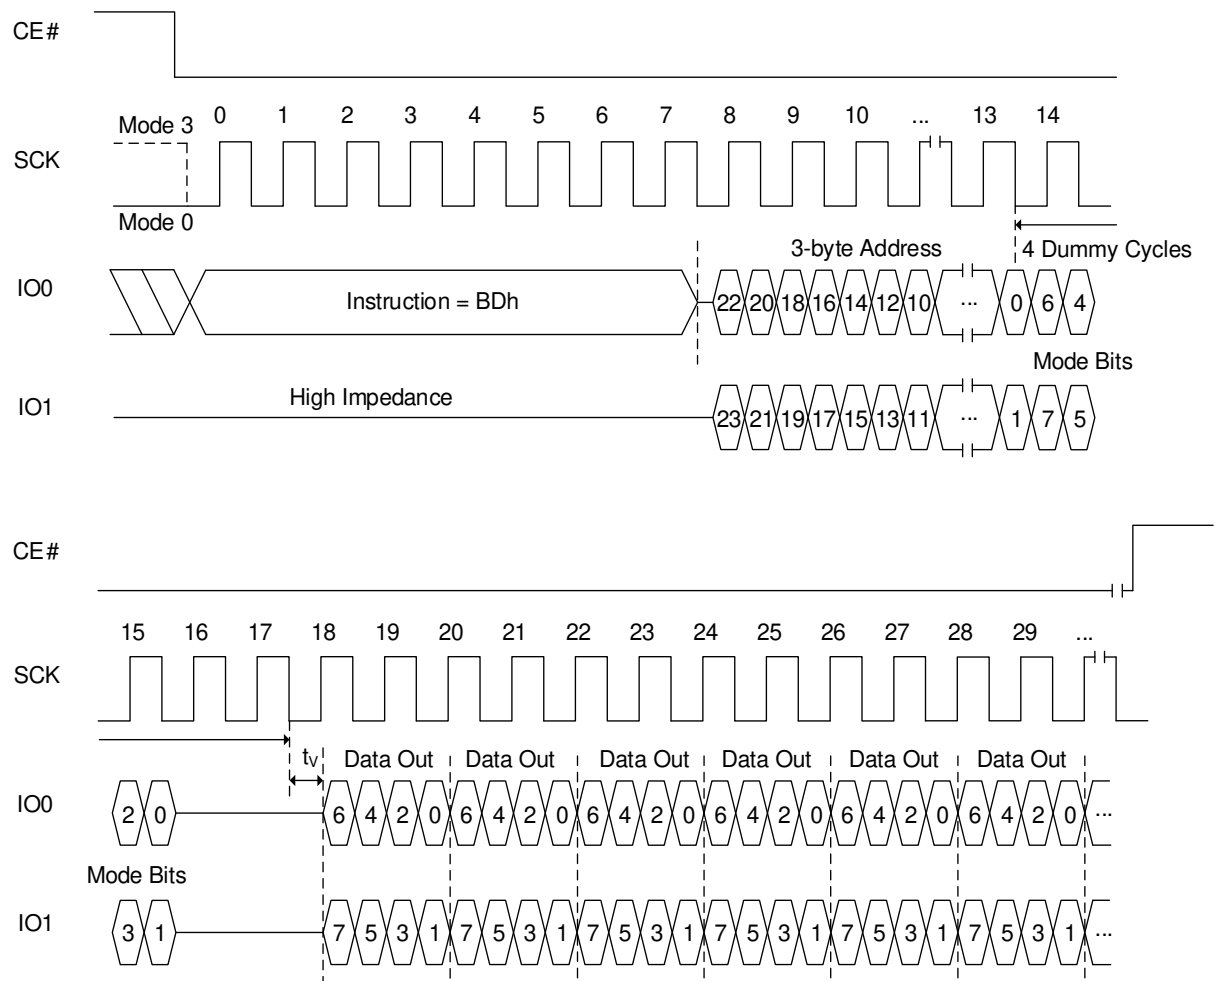 CE#
0 1 2 3 4 5 6 7 8 9 10 ... 13 14
Mode 3
SCK
Mode 0
3-byte Address 4 Dummy Cycles
IO0 Instruction = BDh 22 20 18 16 14 12 10 ... 0 6 4
Mode Bits
IO1 High Impedance 23 21 19 17 15 13 11 ... 1 7 5
CE#
15 16 17 18 19 20 21 22 23 24 25 26 27 28 29 ...
SCK
tV Data Out Data Out Data Out Data Out Data Out Data Out
IO0 2 0 6 4 2 0 6 4 2 0 6 4 2 0 6 4 2 0 6 4 2 0 6 4 2 0 ...
Mode Bits
IO1 3 1 7 5 3 1 7 5 3 1 7 5 3 1 7 5 3 1 7 5 3 1 7 5 3 1 ...